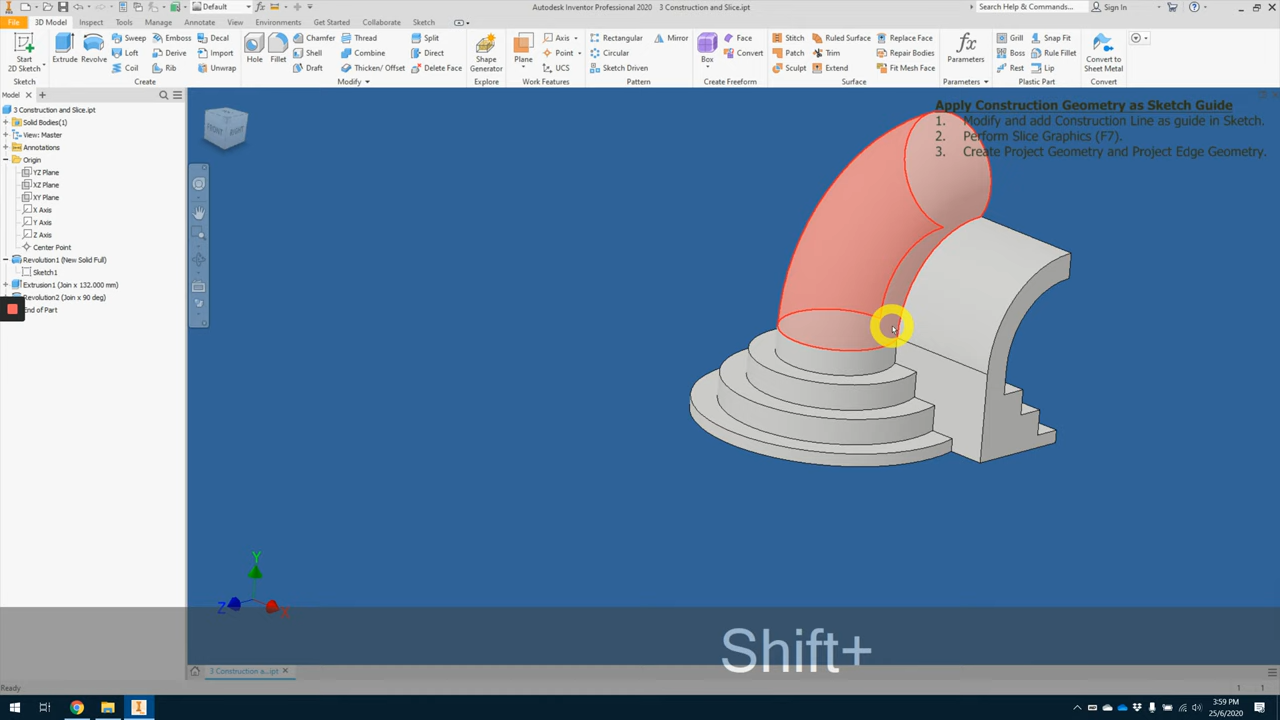 Default
Autodesk Inventor Professional 2020   3 Construction and Slice.ipt
Search Help & Commands...
Sign In
File
3D Model
Sketch
Inspect
Tools
Manage
Annotate
View
Environments
Get Started
Collaborate
Sketch
Start
2D Sketch
Extrude
Revolve
Sweep
Emboss
Decal
Loft
Derive
Import
Coil
Rib
Unwrap
Hole
Fillet
Chamfer
Thread
Shell
Combine
Draft
Thicken/ Offset
Split
Direct
Delete Face
Shape
Generator
Plane
Axis
Point
UCS
Rectangular
Mirror
Circular
Sketch Driven
Box
Face
Convert
Stitch
Ruled Surface
Replace Face
Patch
Trim
Repair Bodies
Sculpt
Extend
Fit Mesh Face
fx
Parameters
Grill
Snap Fit
Boss
Rule Fillet
Rest
Lip
Convert to
Sheet Metal
Sketch
Create
Modify
Explore
Work Features
Pattern
Create Freeform
Surface
Parameters
Plastic Part
Convert
Model
3 Construction and Slice.ipt
Solid Bodies(1)
View: Master
Annotations
Origin
YZ Plane
XZ Plane
XY Plane
X Axis
Y Axis
Z Axis
Center Point
Revolution1 (New Solid Full)
Sketch1
Extrusion1 (Join x 132.000 mm)
Revolution2 (Join x 90 deg)
End of Part
FRONT
RIGHT
Apply Construction Geometry as Sketch Guide
1. Modify and add Construction Line as guide in Sketch.
2. Perform Slice Graphics (F7).
3. Create Project Geometry and Project Edge Geometry.
Y
Z
X
Shift+
3 Construction a...ipt
Ready
1
1
3:59 PM
25/6/2020